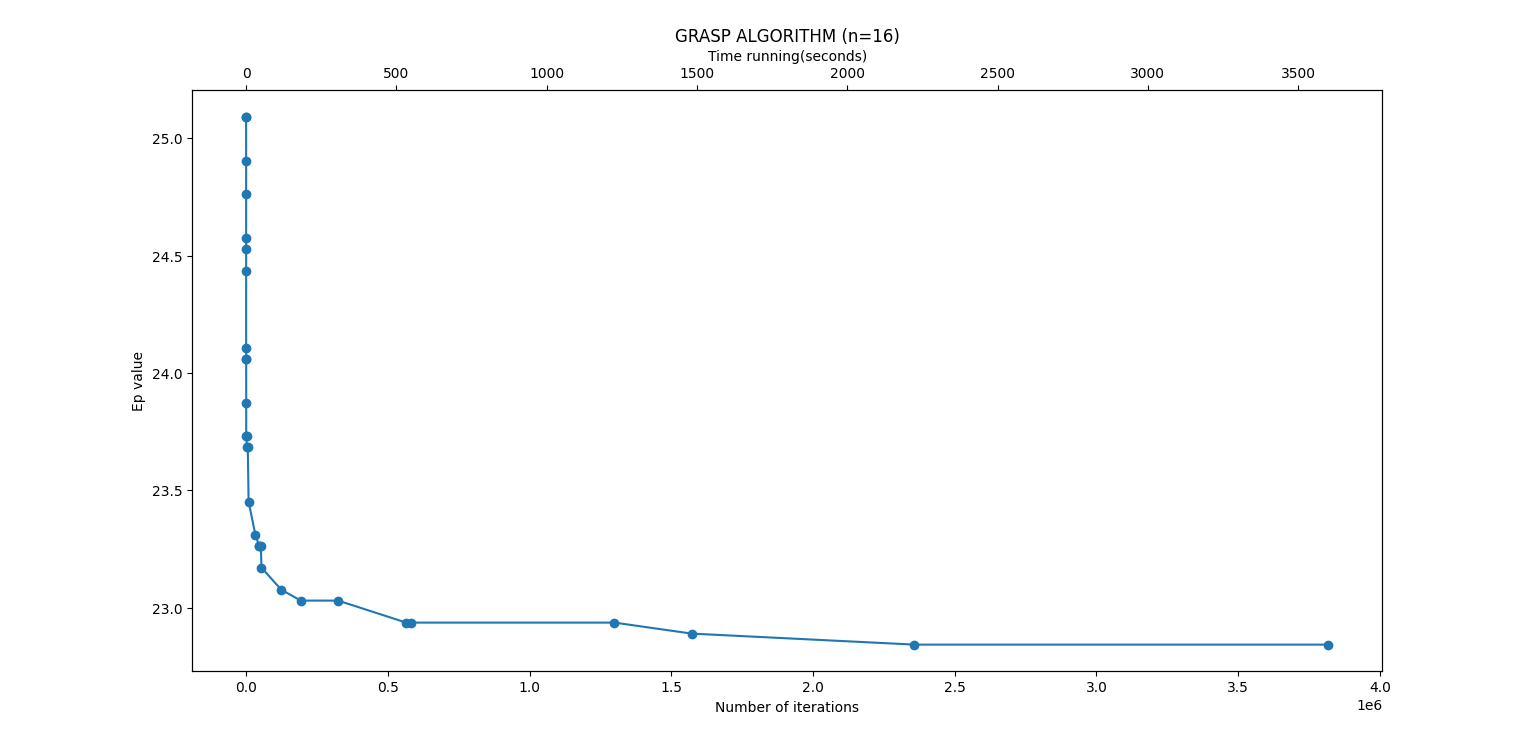 GRASP ALGORITHM (n=16)
Time running(seconds)
0 500 1000 1500 2000 2500 3000 3500
25.0
24.5
24.0
23.5
23.0
Ep value
0.0 0.5 1.0 1.5 2.0 2.5 3.0 3.5 4.0
1e6
Number of iterations